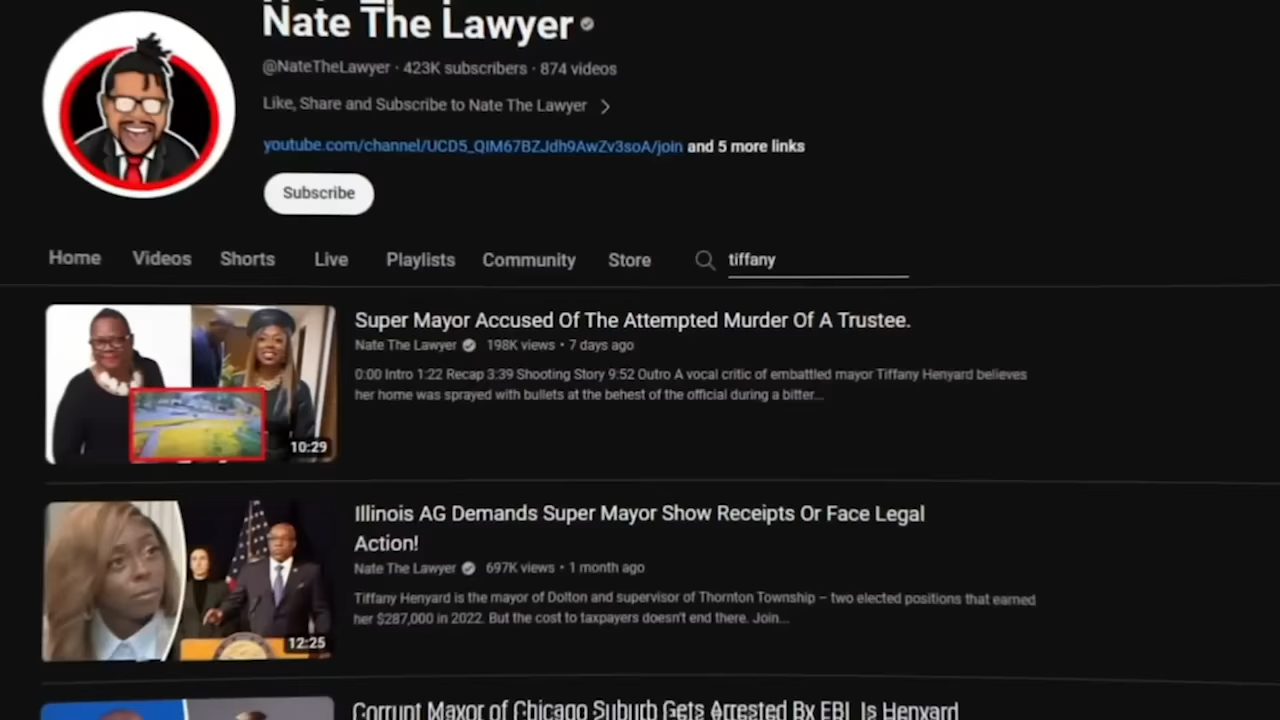 Nate The Lawyer
@NateTheLawyer · 423K subscribers · 874 videos
Like, Share and Subscribe to Nate The Lawyer
youtube.com/channel/UCD5_QIM67BZJdh9AwZv3soA/join and 5 more links
Subscribe
Home Videos Shorts Live Playlists Community Store tiffany
Super Mayor Accused Of The Attempted Murder Of A Trustee.
Nate The Lawyer 198K views • 7 days ago
0:00 Intro 1:22 Recap 3:39 Shooting Story 9:52 Outro A vocal critic of embattled mayor Tiffany Henyard believes
her home was sprayed with bullets at the behest of the official during a bitter...
10:29
Illinois AG Demands Super Mayor Show Receipts Or Face Legal
Action!
Nate The Lawyer 697K views • 1 month ago
Tiffany Henyard is the mayor of Dolton and supervisor of Thornton Township – two elected positions that earned
her $287,000 in 2022. But the cost to taxpayers doesn't end there. Join...
12:25
Corrupt Mayor of Chicago Suburb Gets Arrested By FBI. Is Henyard